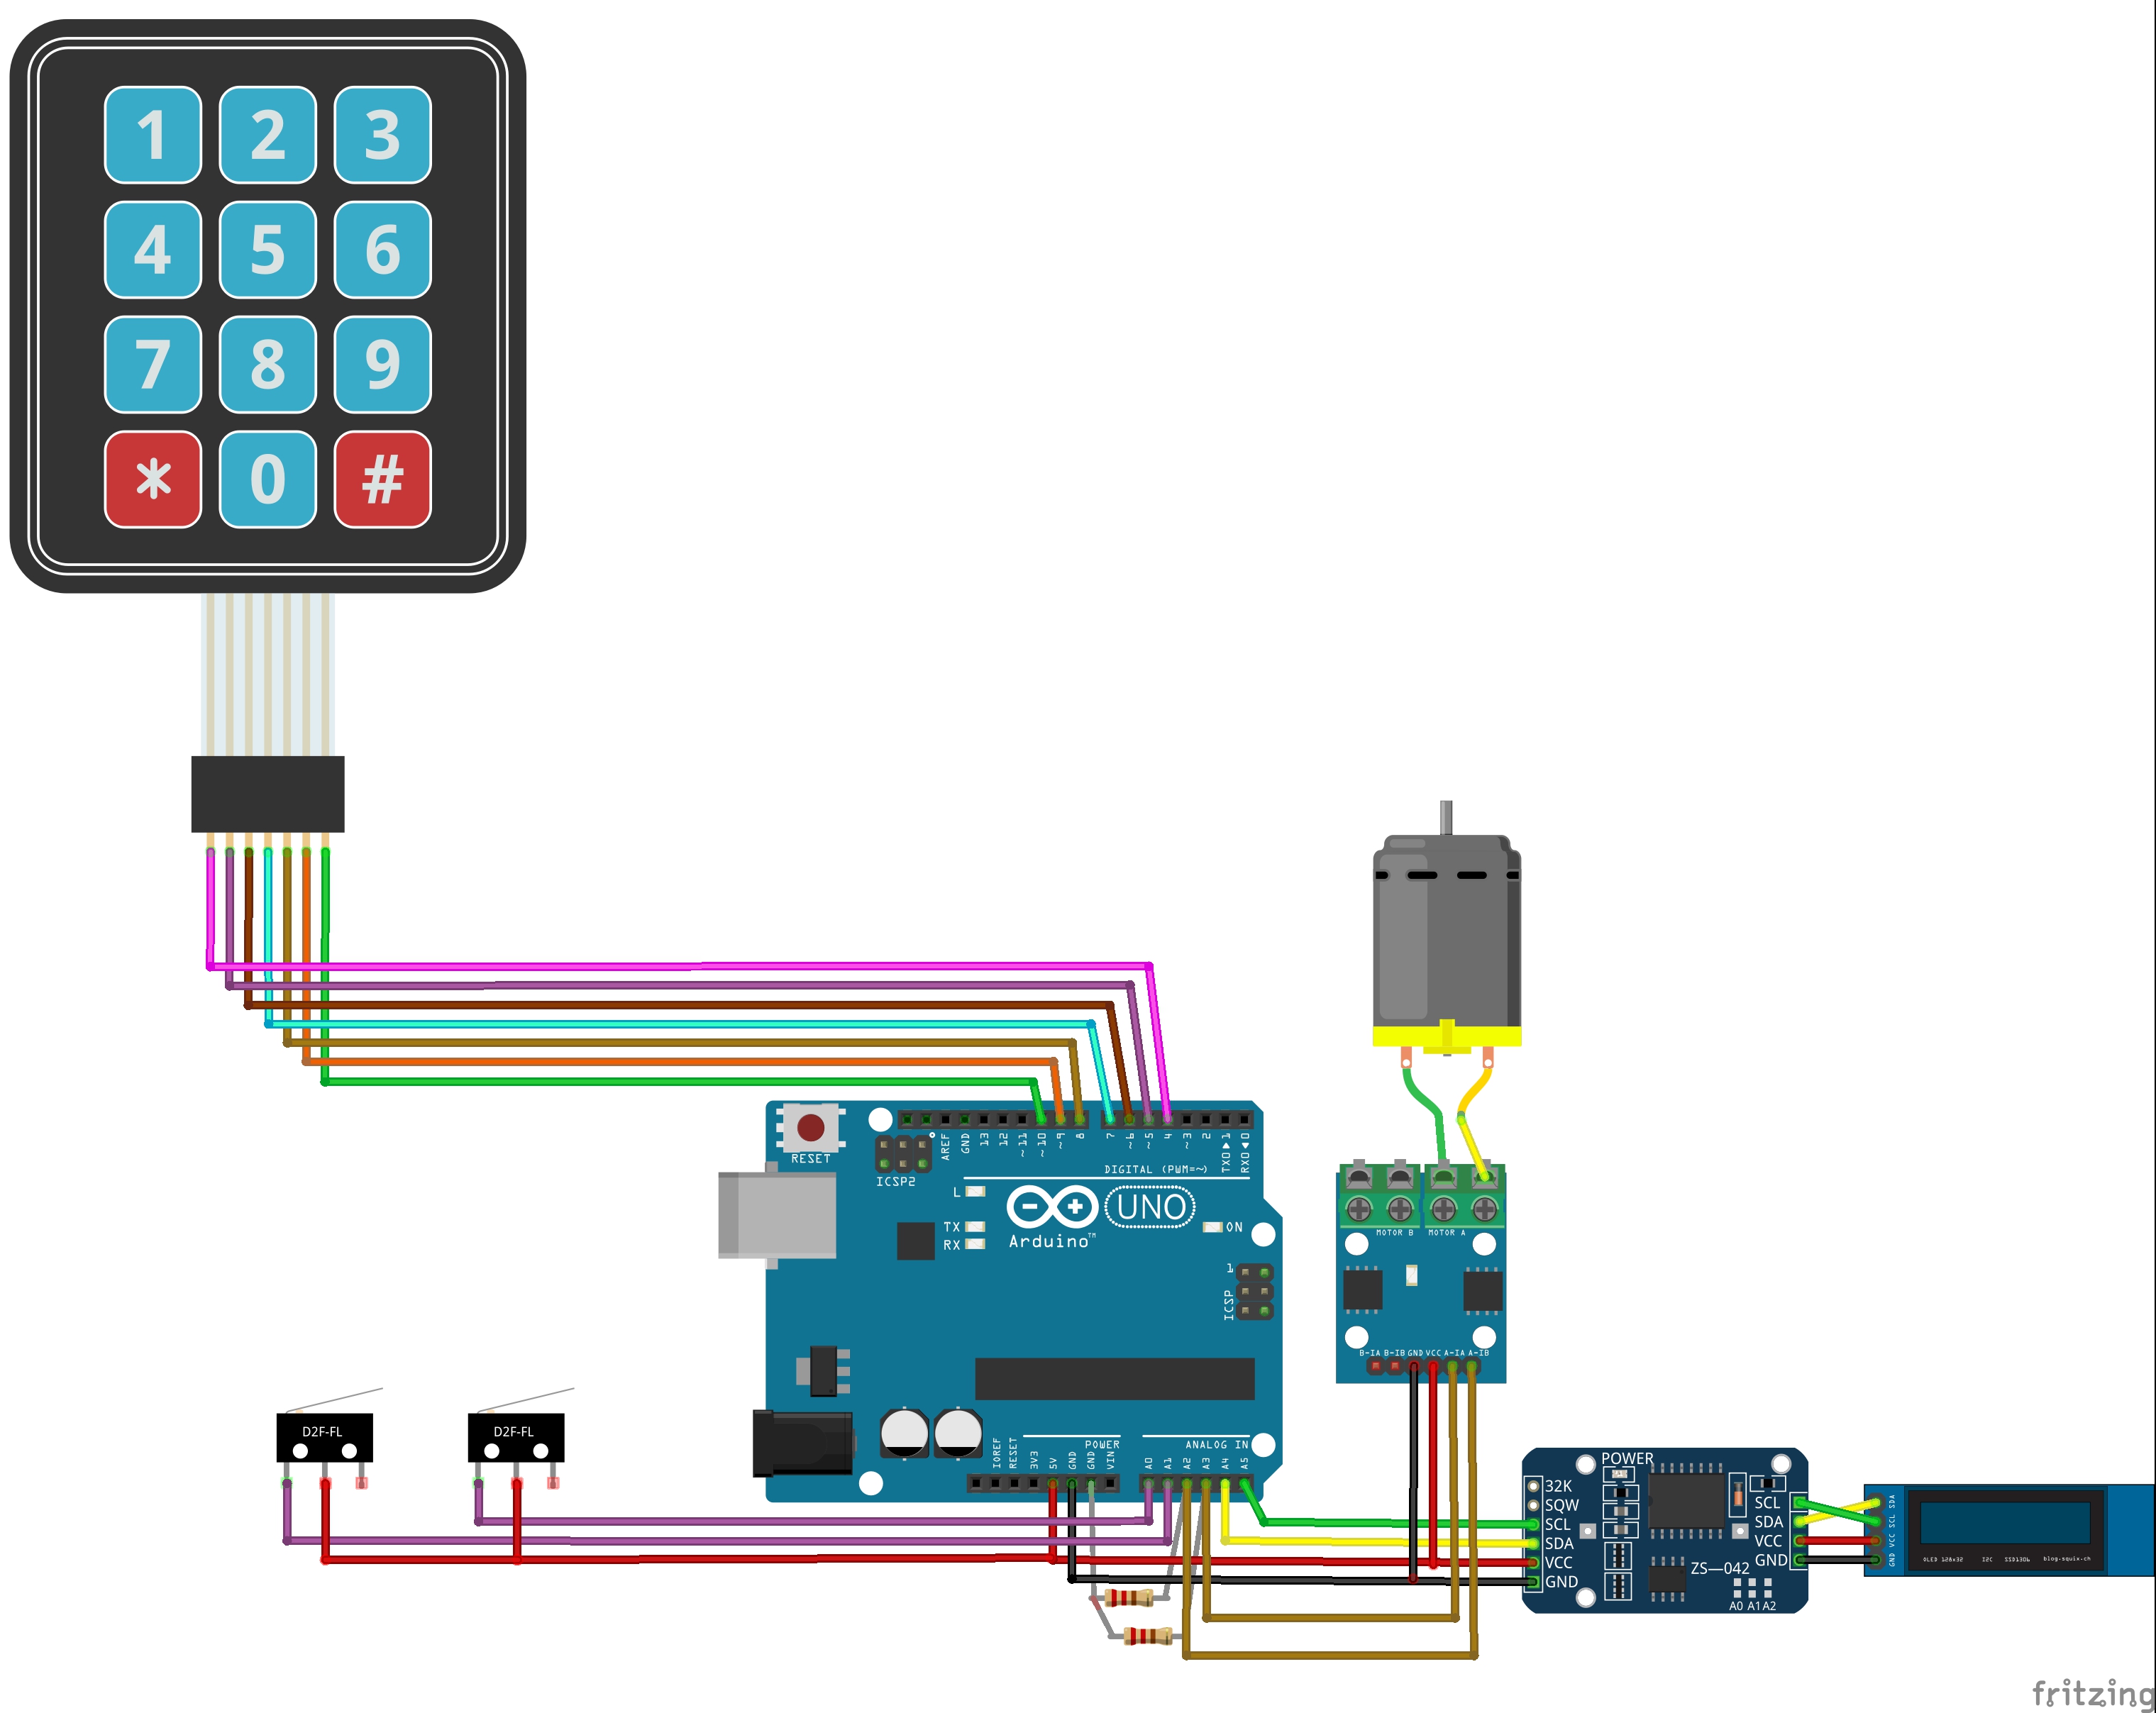 1 2 3
4 5 6
7 8 9
* 0 #
RESET
ICSP2
AREF
GND
13
12
~11
~10
~9
8
7
~6
~5
4
~3
2
TX0▶1
RX0◀0
DIGITAL (PWM=~)
L
TX
RX
UNO
Arduino™
ON
1
ICSP
IOREF
RESET
3V3
5V
GND
GND
VIN
POWER
A0
A1
A2
A3
A4
A5
ANALOG IN
MOTOR B MOTOR A
B-IA B-IB GND VCC A-IA A-IB
D2F-FL
D2F-FL
POWER
32K
SQW
SCL
SDA
VCC
GND
SCL
SDA
VCC
GND
ZS—042
A0 A1 A2
SDA
SCL
VCC
GND
OLED 128x32 I2C SSD1306 blog.squix.ch
fritzing